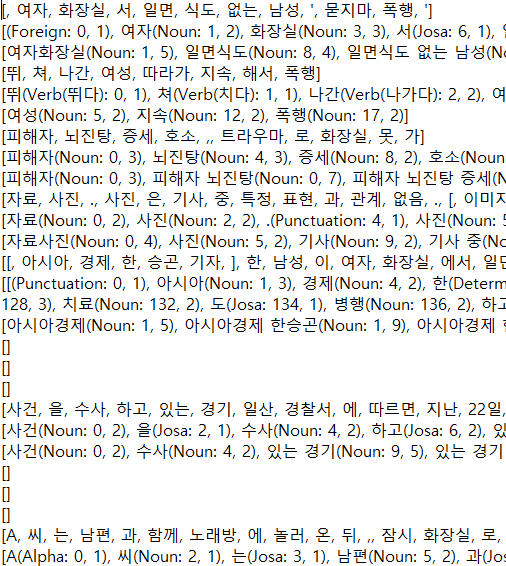 [, 여자, 화장실, 서, 일면, 식도, 없는, 남성, ', 묻지마, 폭행, ']
[(Foreign: 0, 1), 여자(Noun: 1, 2), 화장실(Noun: 3, 3), 서(Josa: 6, 1),
[여자화장실(Noun: 1, 5), 일면식도(Noun: 8, 4), 일면식도 없는 남성(No
[뛰, 쳐, 나간, 여성, 따라가, 지속, 해서, 폭행]
[뛰(Verb(뛰다): 0, 1), 쳐(Verb(치다): 1, 1), 나간(Verb(나가다): 2, 2), 여
[여성(Noun: 5, 2), 지속(Noun: 12, 2), 폭행(Noun: 17, 2)]
[피해자, 뇌진탕, 증세, 호소, ,, 트라우마, 로, 화장실, 못, 가]
[피해자(Noun: 0, 3), 뇌진탕(Noun: 4, 3), 증세(Noun: 8, 2), 호소(Noun
[피해자(Noun: 0, 3), 피해자 뇌진탕(Noun: 0, 7), 피해자 뇌진탕 증세(N
[자료, 사진, ., 사진, 은, 기사, 중, 특정, 표현, 과, 관계, 없음, ., [, 이미지
[자료(Noun: 0, 2), 사진(Noun: 2, 2), .(Punctuation: 4, 1), 사진(Noun: 5
[자료사진(Noun: 0, 4), 사진(Noun: 5, 2), 기사(Noun: 9, 2), 기사 중(No
[[, 아시아, 경제, 한, 승곤, 기자, ], 한, 남성, 이, 여자, 화장실, 에서, 일면
[[(Punctuation: 0, 1), 아시아(Noun: 1, 3), 경제(Noun: 4, 2), 한(Determ
128, 3), 치료(Noun: 132, 2), 도(Josa: 134, 1), 병행(Noun: 136, 2), 하고
[아시아경제(Noun: 1, 5), 아시아경제 한승곤(Noun: 1, 9), 아시아경제 한
[]
[]
[]
[사건, 을, 수사, 하고, 있는, 경기, 일산, 경찰서, 에, 따르면, 지난, 22일,
[사건(Noun: 0, 2), 을(Josa: 2, 1), 수사(Noun: 4, 2), 하고(Josa: 6, 2), 있
[사건(Noun: 0, 2), 수사(Noun: 4, 2), 있는 경기(Noun: 9, 5), 있는 경기
[]
[]
[]
[A, 씨, 는, 남편, 과, 함께, 노래방, 에, 놀러, 온, 뒤, ,, 잠시, 화장실, 로,
[A(Alpha: 0, 1), 씨(Noun: 2, 1), 는(Josa: 3, 1), 남편(Noun: 5, 2), 과(Jos